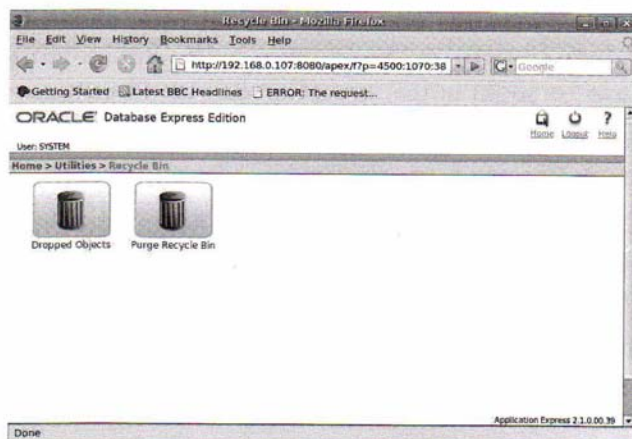 Recycle Bin - Mozilla Firefox
File Edit View History Bookmarks Tools Help
http://192.168.0.107:8080/apex/f?p=4500:1070:38
Google
Getting Started Latest BBC Headlines ERROR: The request...
ORACLE Database Express Edition
Home Logout Help
User: SYSTEM
Home > Utilities > Recycle Bin
Dropped Objects Purge Recycle Bin
Application Express 2.1.0.00.39
Done